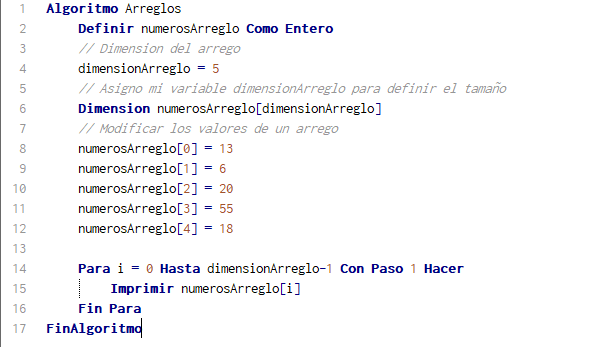 1 Algoritmo Arreglos
2 Definir numerosArreglo Como Entero
3 // Dimension del arrego
4 dimensionArreglo = 5
5 // Asigno mi variable dimensionArreglo para definir el tamaño
6 Dimension numerosArreglo[dimensionArreglo]
7 // Modificar los valores de un arrego
8 numerosArreglo[0] = 13
9 numerosArreglo[1] = 6
10 numerosArreglo[2] = 20
11 numerosArreglo[3] = 55
12 numerosArreglo[4] = 18
13
14 Para i = 0 Hasta dimensionArreglo-1 Con Paso 1 Hacer
15 Imprimir numerosArreglo[i]
16 Fin Para
17 FinAlgoritmo